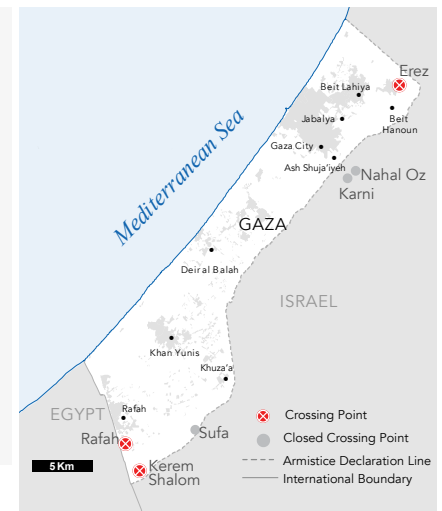 Erez
Beit Lahiya
Jabalya
Beit
Hanoun
Gaza City
Ash Shuja'iyeh
Nahal Oz
Karni
Mediterranean Sea
GAZA
Deir al Balah
ISRAEL
Khan Yunis
Khuza'a
EGYPT
Rafah
Rafah
Sufa
Kerem
Shalom
5 Km
Crossing Point
Closed Crossing Point
Armistice Declaration Line
International Boundary